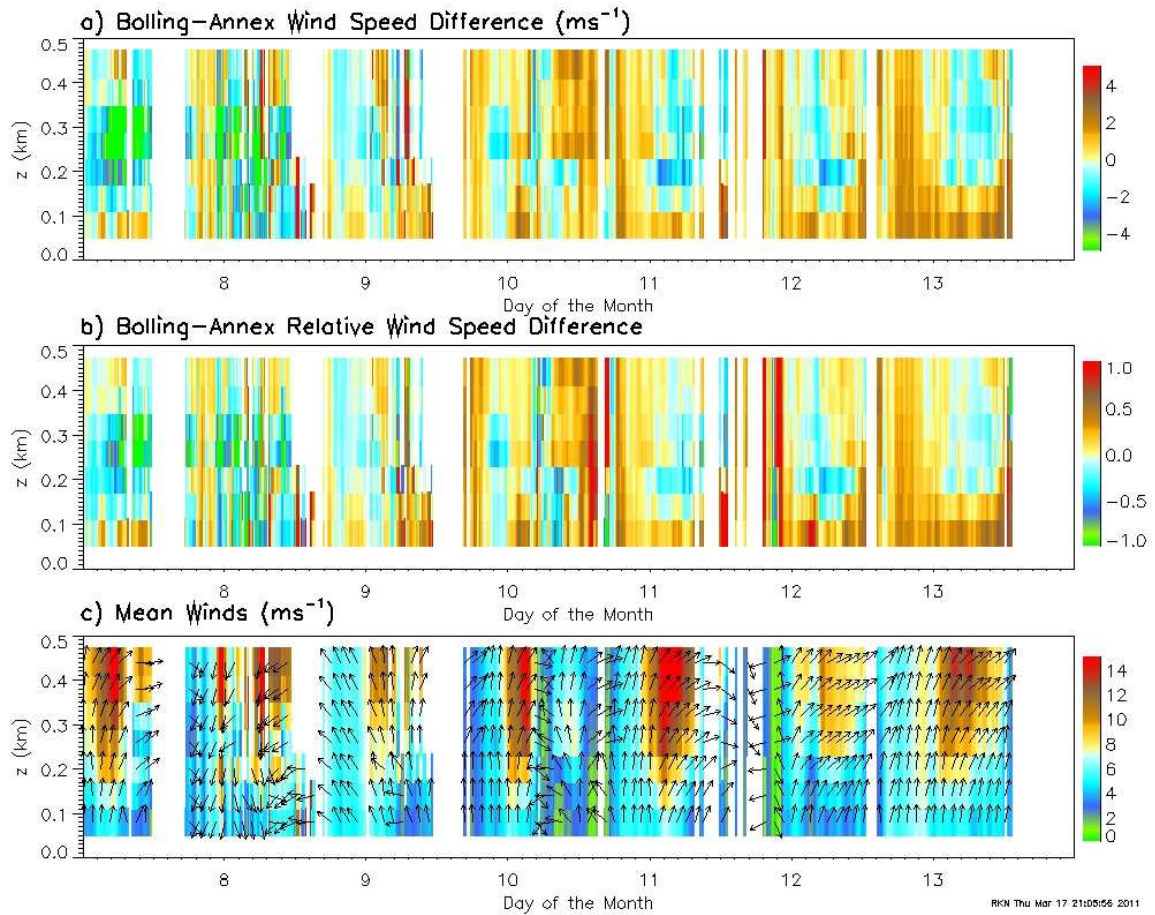 a) Bolling-Annex Wind Speed Difference (ms⁻¹)
0.5
0.4
0.3
0.2
0.1
0.0
z (km)
8 9 10 11 12 13
Day of the Month
4
2
0
-2
-4
b) Bolling-Annex Relative Wind Speed Difference
0.5
0.4
0.3
0.2
0.1
0.0
z (km)
8 9 10 11 12 13
Day of the Month
1.0
0.5
0.0
-0.5
-1.0
c) Mean Winds (ms⁻¹)
0.5
0.4
0.3
0.2
0.1
0.0
z (km)
8 9 10 11 12 13
Day of the Month
14
12
10
8
6
4
2
0
RKN Thu Mar 17 21:05:56 2011